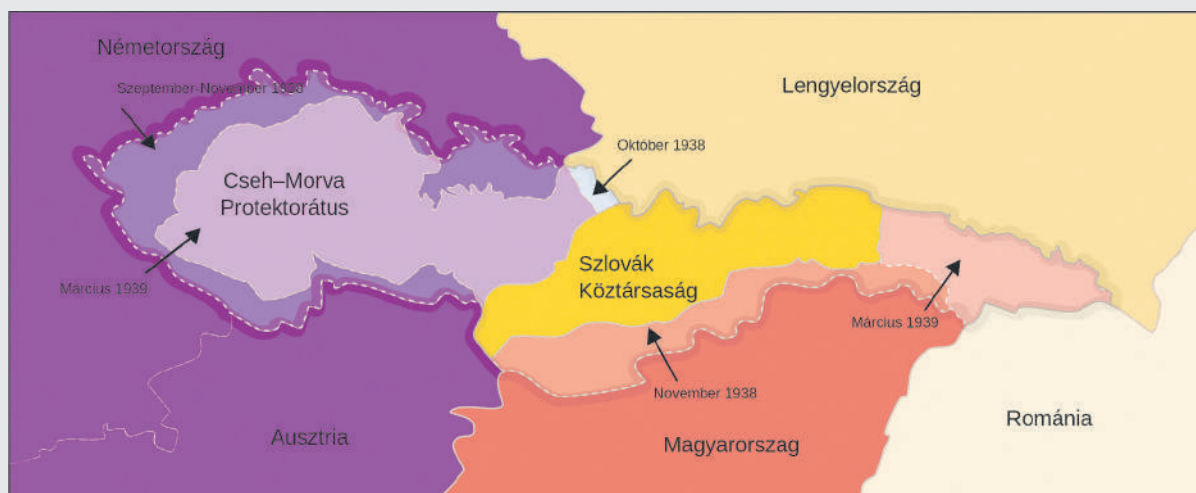 Németország
Szeptember-November 1938
Lengyelország
Október 1938
Cseh–Morva
Protektorátus
Szlovák
Köztársaság
Március 1939
Március 1939
November 1938
Románia
Ausztria
Magyarorszag